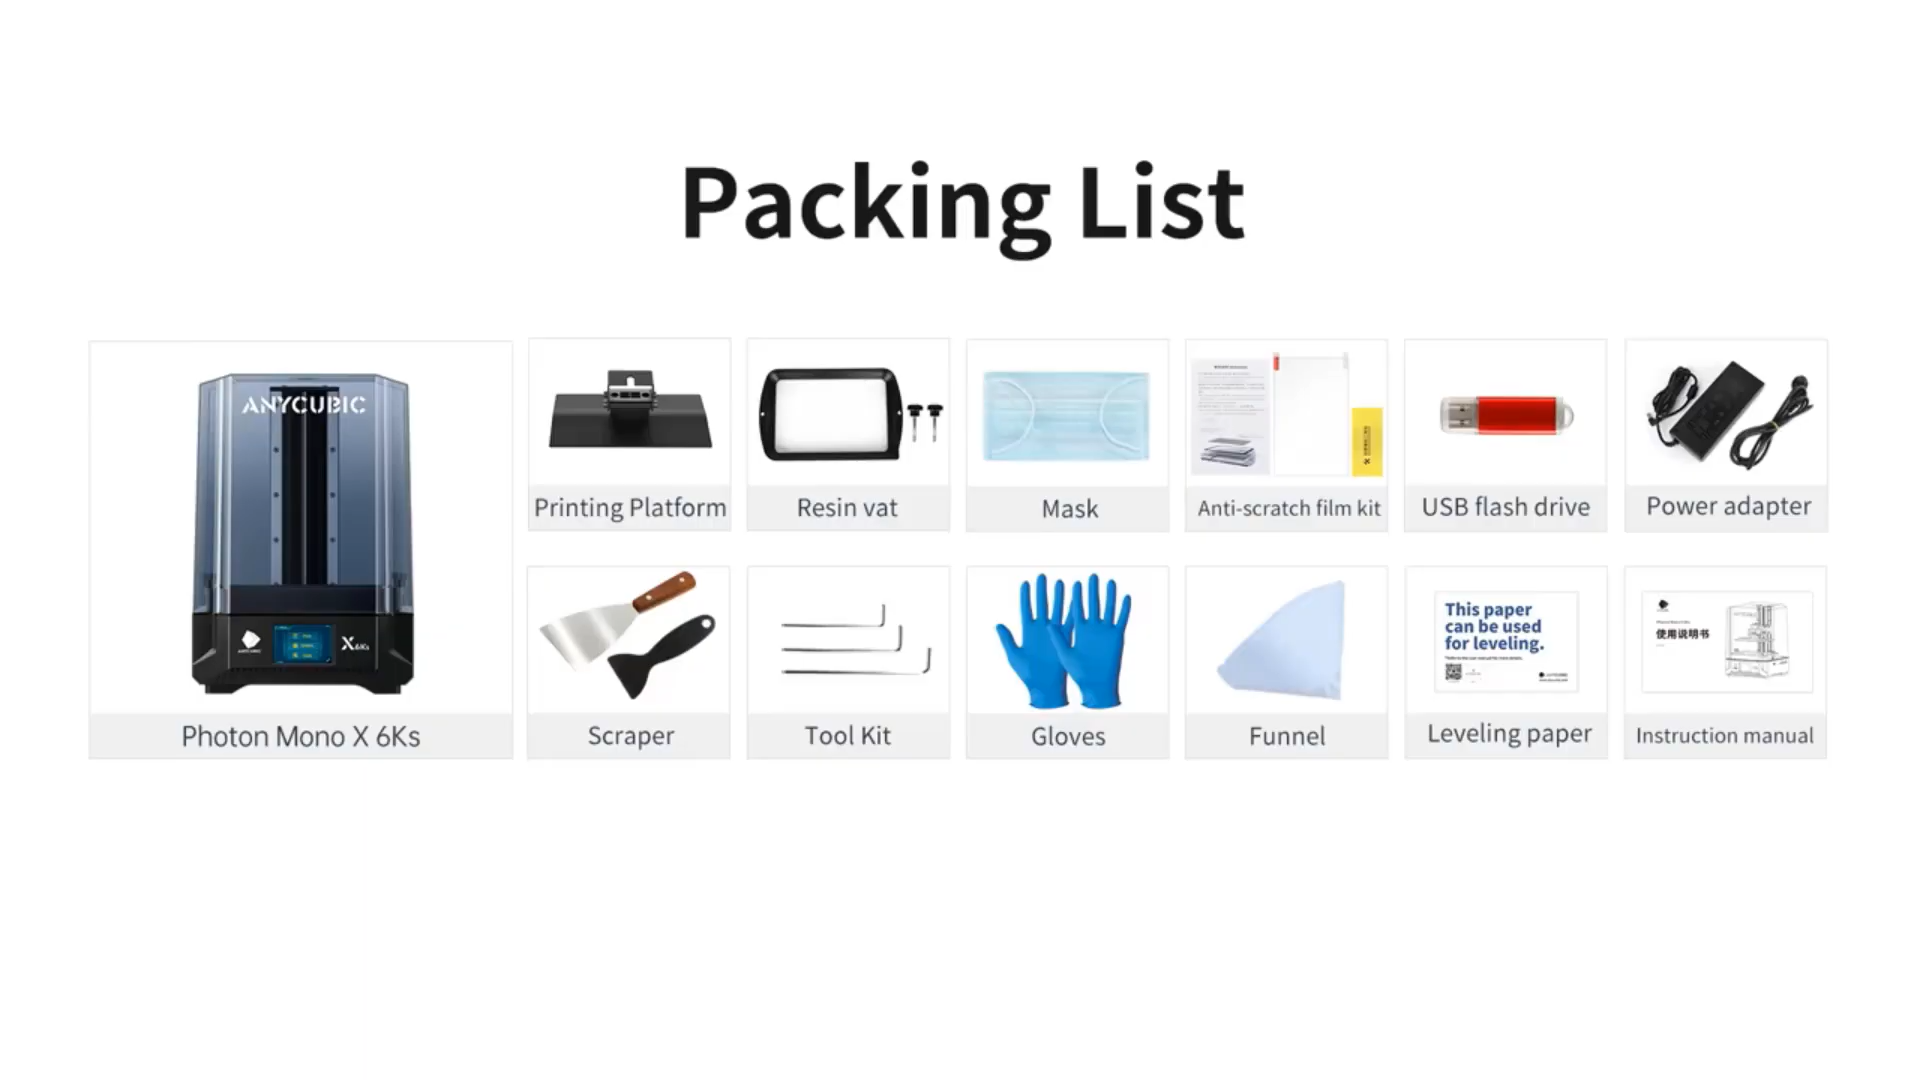 Packing List
ANYCUBIC
X6Ks
Photon Mono X 6Ks
Printing Platform
Resin vat
Mask
Anti-scratch film kit
USB flash drive
Power adapter
Scraper
Tool Kit
Gloves
Funnel
This paper
can be used
for leveling.
Leveling paper
使用说明书
Instruction manual